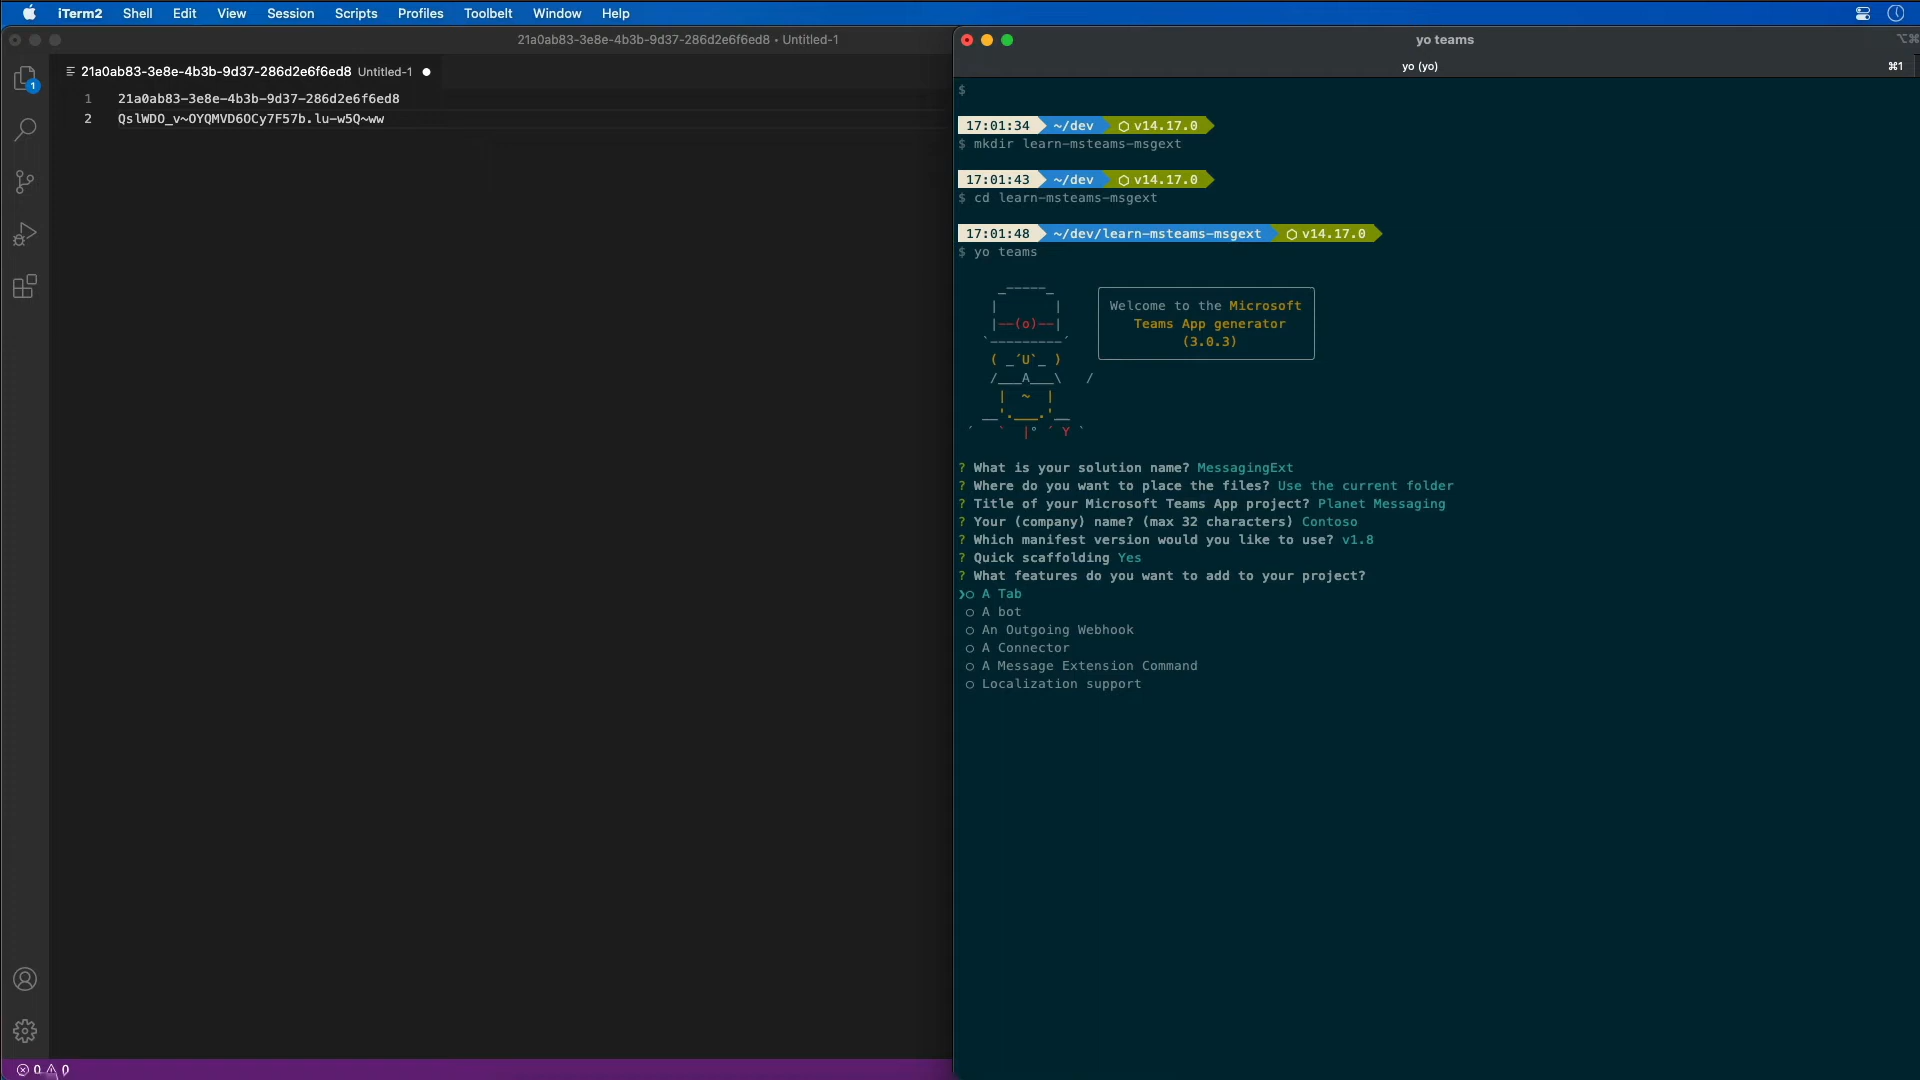 iTerm2 Shell Edit View Session Scripts Profiles Toolbelt Window Help
21a0ab83-3e8e-4b3b-9d37-286d2e6f6ed8 • Untitled-1
21a0ab83-3e8e-4b3b-9d37-286d2e6f6ed8 Untitled-1 ●
1 21a0ab83-3e8e-4b3b-9d37-286d2e6f6ed8
2 QslWDO_v~OYQMVD6OCy7F57b.lu-w5Q~ww
1
0 0
yo teams
⌥⌘
yo (yo) ⌘1
$
17:01:34 ~/dev ⬡ v14.17.0
$ mkdir learn-msteams-msgext
17:01:43 ~/dev ⬡ v14.17.0
$ cd learn-msteams-msgext
17:01:48 ~/dev/learn-msteams-msgext ⬡ v14.17.0
$ yo teams
     _-----_
    |       |
    |--(o)--|
   `---------´
    ( _´U`_ )
    /___A___\   /
     |  ~  |
   __'.___.'__
 ´   `  |° ´ Y `
Welcome to the Microsoft
Teams App generator
(3.0.3)
? What is your solution name? MessagingExt
? Where do you want to place the files? Use the current folder
? Title of your Microsoft Teams App project? Planet Messaging
? Your (company) name? (max 32 characters) Contoso
? Which manifest version would you like to use? v1.8
? Quick scaffolding Yes
? What features do you want to add to your project?
❯○ A Tab
○ A bot
○ An Outgoing Webhook
○ A Connector
○ A Message Extension Command
○ Localization support